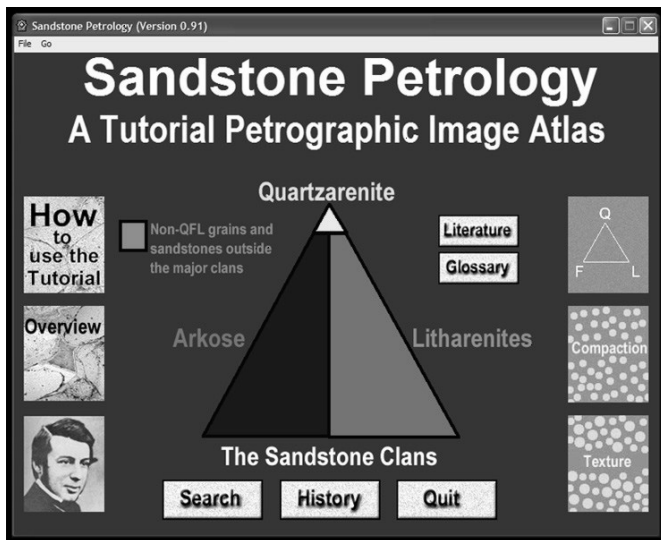 Sandstone Petrology (Version 0.91)
File Go
Sandstone Petrology
A Tutorial Petrographic Image Atlas
Quartzarenite
How
to
use the
Tutorial
Non-QFL grains and
sandstones outside
the major clans
Literature
Glossary
Q
F L
Overview
Arkose
Litharenites
Compaction
The Sandstone Clans
Texture
Search
History
Quit